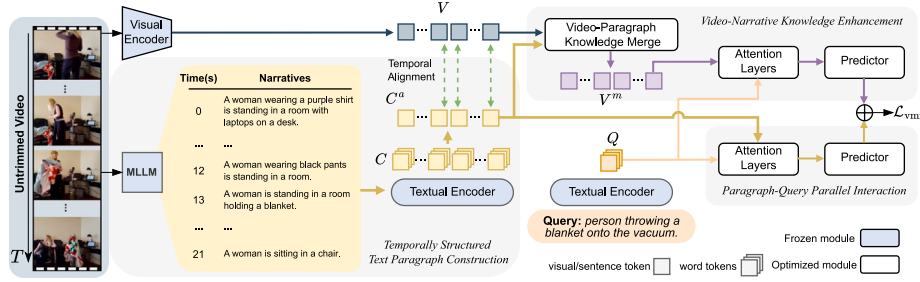 Untrimmed Video
T
Visual
Encoder
MLLM
Time(s)
Narratives
0
A woman wearing a purple shirt
is standing in a room with
laptops on a desk.
...
...
12
A woman wearing black pants
is standing in a room.
13
A woman is standing in a room
holding a blanket.
...
...
21
A woman is sitting in a chair.
Temporally Structured
Text Paragraph Construction
V
Temporal
Alignment
C^a
C
Textual Encoder
Video-Paragraph
Knowledge Merge
V^m
Video-Narrative Knowledge Enhancement
Attention
Layers
Predictor
Q
Textual Encoder
Query: person throwing a
blanket onto the vacuum.
Attention
Layers
Predictor
Paragraph-Query Parallel Interaction
visual/sentence token
word tokens
Frozen module
Optimized module